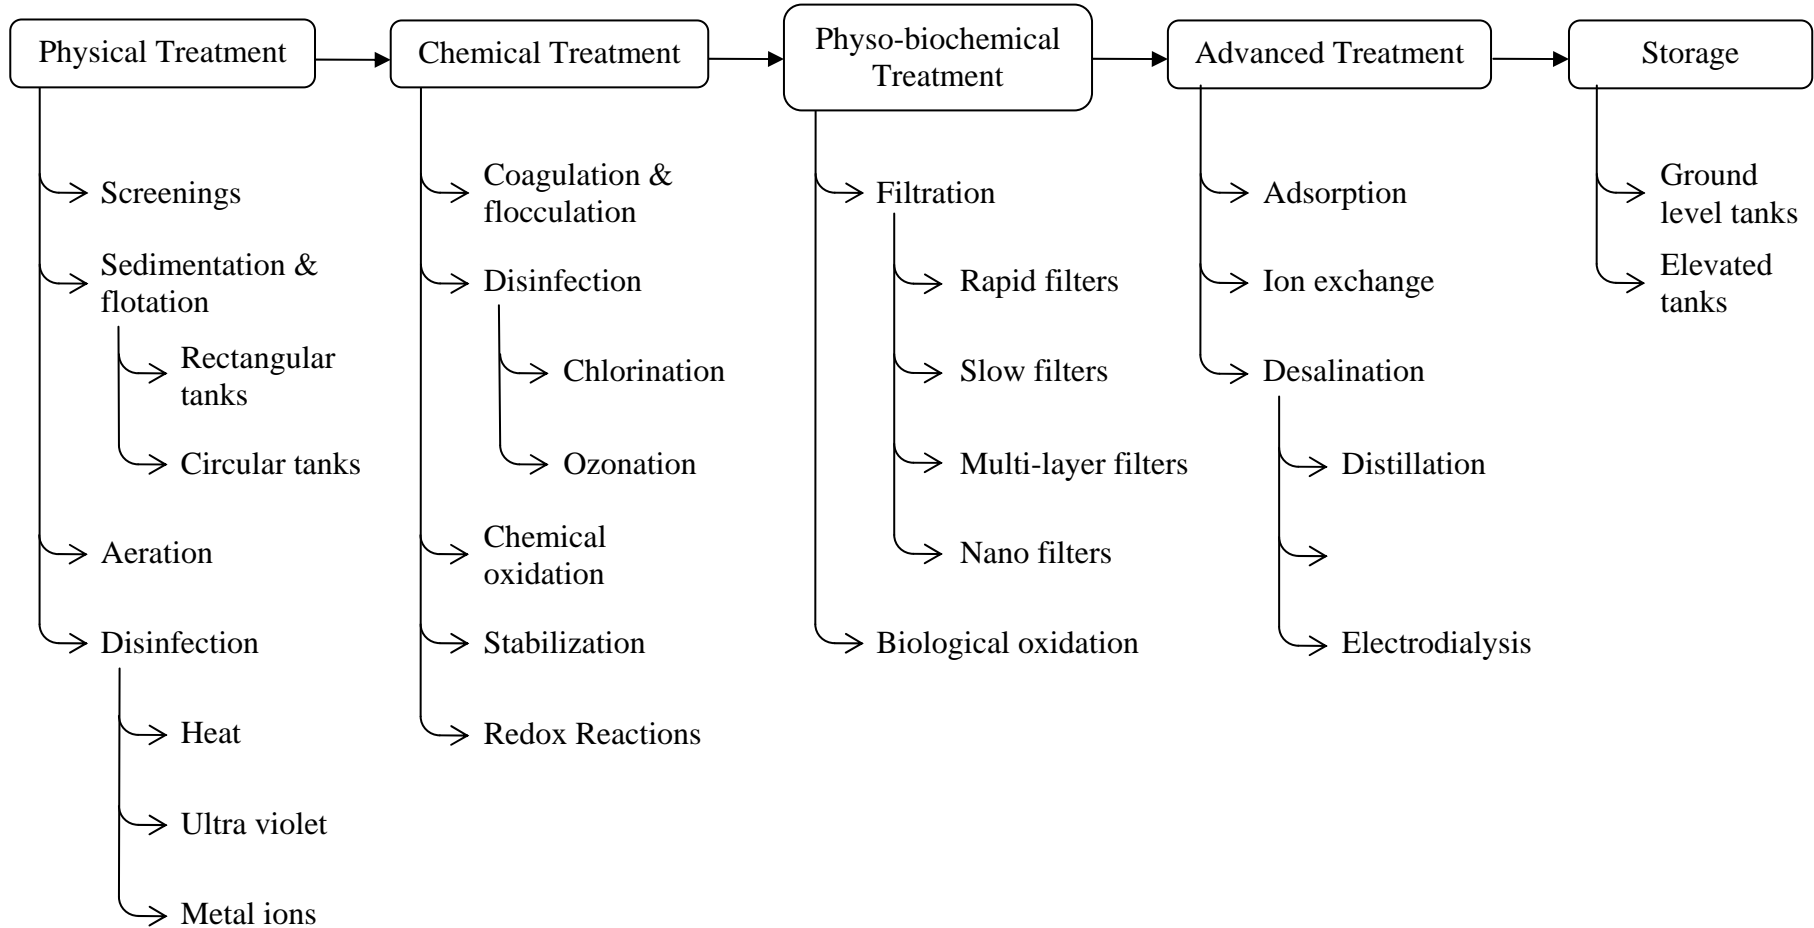 Physical Treatment
Chemical Treatment
Physo-biochemical
Treatment
Advanced Treatment
Storage
Screenings
Sedimentation &
flotation
Rectangular
tanks
Circular tanks
Aeration
Disinfection
Heat
Ultra violet
Metal ions
Coagulation &
flocculation
Disinfection
Chlorination
Ozonation
Chemical
oxidation
Stabilization
Redox Reactions
Filtration
Rapid filters
Slow filters
Multi-layer filters
Nano filters
Biological oxidation
Adsorption
Ion exchange
Desalination
Distillation
Electrodialysis
Ground
level tanks
Elevated
tanks